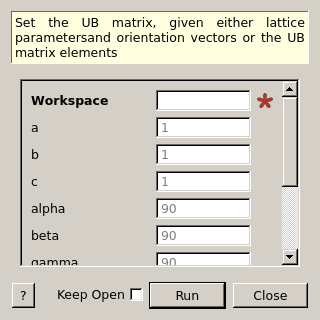 Set the UB matrix, given either lattice
parametersand orientation vectors or the UB
matrix elements
Workspace
a 1
b 1
c 1
alpha 90
beta 90
gamma 90
? Keep Open Run Close